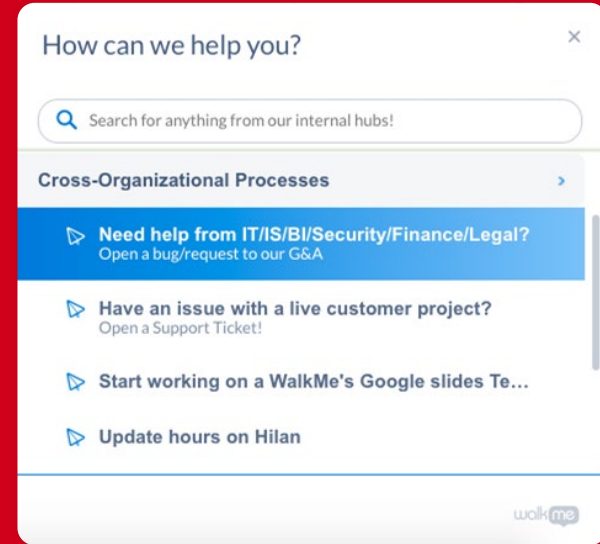 How can we help you?
Search for anything from our internal hubs!
Cross-Organizational Processes
Need help from IT/IS/BI/Security/Finance/Legal?
Open a bug/request to our G&A
Have an issue with a live customer project?
Open a Support Ticket!
Start working on a WalkMe's Google slides Te...
Update hours on Hilan
walkme